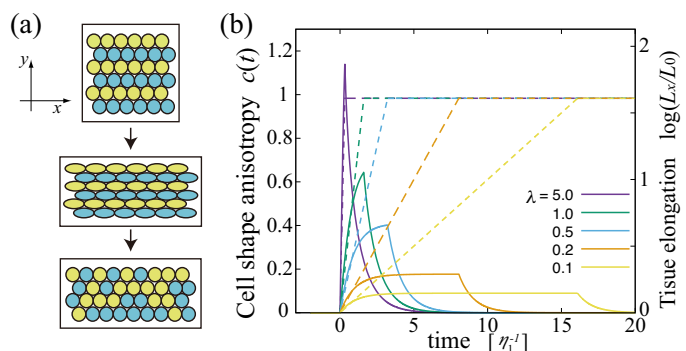 (a)
y
x
(b)
Cell shape anisotropy c(t)
1.2
1
0.8
0.6
0.4
0.2
0
0 5 10 15 20
time [η₁⁻¹]
λ = 5.0
1.0
0.5
0.2
0.1
2
1
0
Tisuue elongation log(Lx/L0)